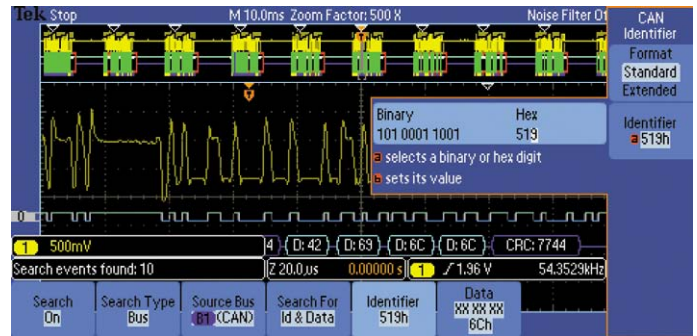 Tek Stop M 10.0ms Zoom Factor: 500 X Noise Filter Of
CAN
Identifier
Format
Standard
Extended
Identifier
a 519h
Binary Hex
101 0001 1001 519
a selects a binary or hex digit
b sets its value
1 500mV
4 D: 42 D: 69 D: 6C D: 6C CRC: 7744
Search events found: 10
Z 20.0µs 0.00000 s 1 1.96 V 54.3529kHz
Search
On
Search Type
Bus
Source Bus
B1 (CAN)
Search For
Id & Data
Identifier
519h
Data
XX XX XX
6Ch